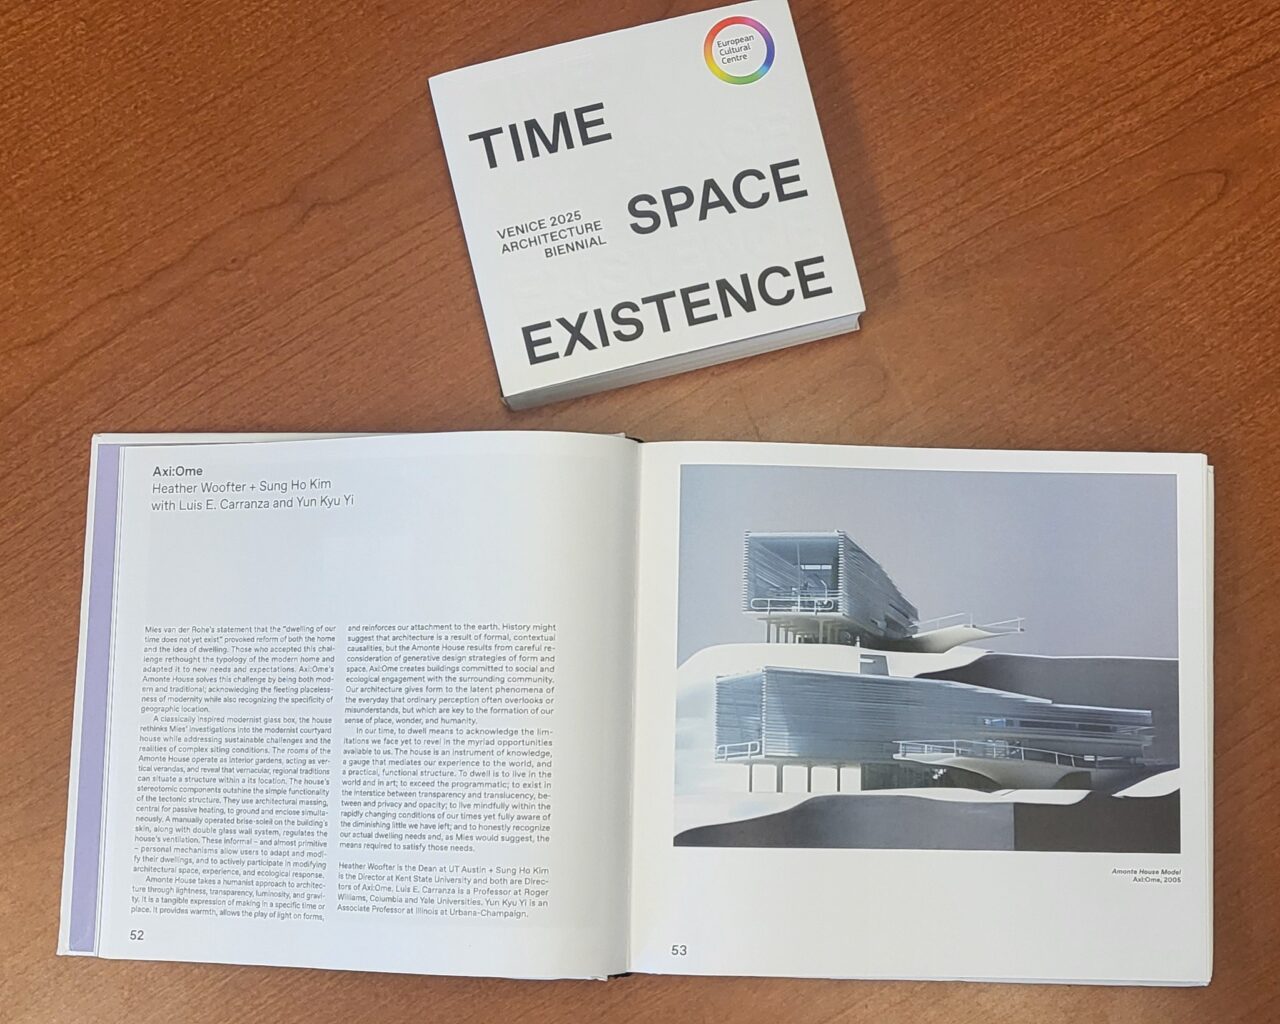 European
Cultural
Centre
TIME
SPACE
VENICE 2025
ARCHITECTURE
BIENNIAL
EXISTENCE
Axi:Ome
Heather Woofter + Sung Ho Kim
with Luis E. Carranza and Yun Kyu Yi
Mies van der Rohe's statement that the "dwelling of our
time does not yet exist" provoked reform of both the home
and the idea of dwelling. Those who accepted this chal-
lenge rethought the typology of the modern home and
adapted it to new needs and expectations. Axi:Ome's
Amonte House solves this challenge by being both mod-
ern and traditional; acknowledging the fleeting placeless-
ness of modernity while also recognizing the specificity of
geographic location.
A classically inspired modernist glass box, the house
rethinks Mies' investigations into the modernist courtyard
house while addressing sustainable challenges and the
realities of complex siting conditions. The rooms of the
Amonte House operate as interior gardens, acting as ver-
tical verandas, and reveal that vernacular, regional traditions
can situate a structure within a its location. The house's
stereotomic components outshine the simple functionality
of the tectonic structure. They use architectural massing,
central for passive heating, to ground and enclose simulta-
neously. A manually operated brise-soleil on the building's
skin, along with double glass wall system, regulates the
house's ventilation. These informal – and almost primitive
– personal mechanisms allow users to adapt and modi-
fy their dwellings, and to actively participate in modifying
architectural space, experience, and ecological response.
Amonte House takes a humanist approach to architec-
ture through lightness, transparency, luminosity, and gravi-
ty. It is a tangible expression of making in a specific time or
place. It provides warmth, allows the play of light on forms,
and reinforces our attachment to the earth. History might
suggest that architecture is a result of formal, contextual
causalities, but the Amonte House results from careful re-
consideration of generative design strategies of form and
space. Axi:Ome creates buildings committed to social and
ecological engagement with the surrounding community.
Our architecture gives form to the latent phenomena of
the everyday that ordinary perception often overlooks or
misunderstands, but which are key to the formation of our
sense of place, wonder, and humanity.
In our time, to dwell means to acknowledge the lim-
itations we face yet to revel in the myriad opportunities
available to us. The house is an instrument of knowledge,
a gauge that mediates our experience to the world, and
a practical, functional structure. To dwell is to live in the
world and in art; to exceed the programmatic; to exist in
the interstice between transparency and translucency, be-
tween and privacy and opacity; to live mindfully within the
rapidly changing conditions of our times yet fully aware of
the diminishing little we have left; and to honestly recognize
our actual dwelling needs and, as Mies would suggest, the
means required to satisfy those needs.
Heather Woofter is the Dean at UT Austin + Sung Ho Kim
is the Director at Kent State University and both are Direc-
tors of Axi:Ome. Luis E. Carranza is a Professor at Roger
Williams, Columbia and Yale Universities. Yun Kyu Yi is an
Associate Professor at Illinois at Urbana-Champaign.
52
Amonte House Model
Axi:Ome, 2005
53